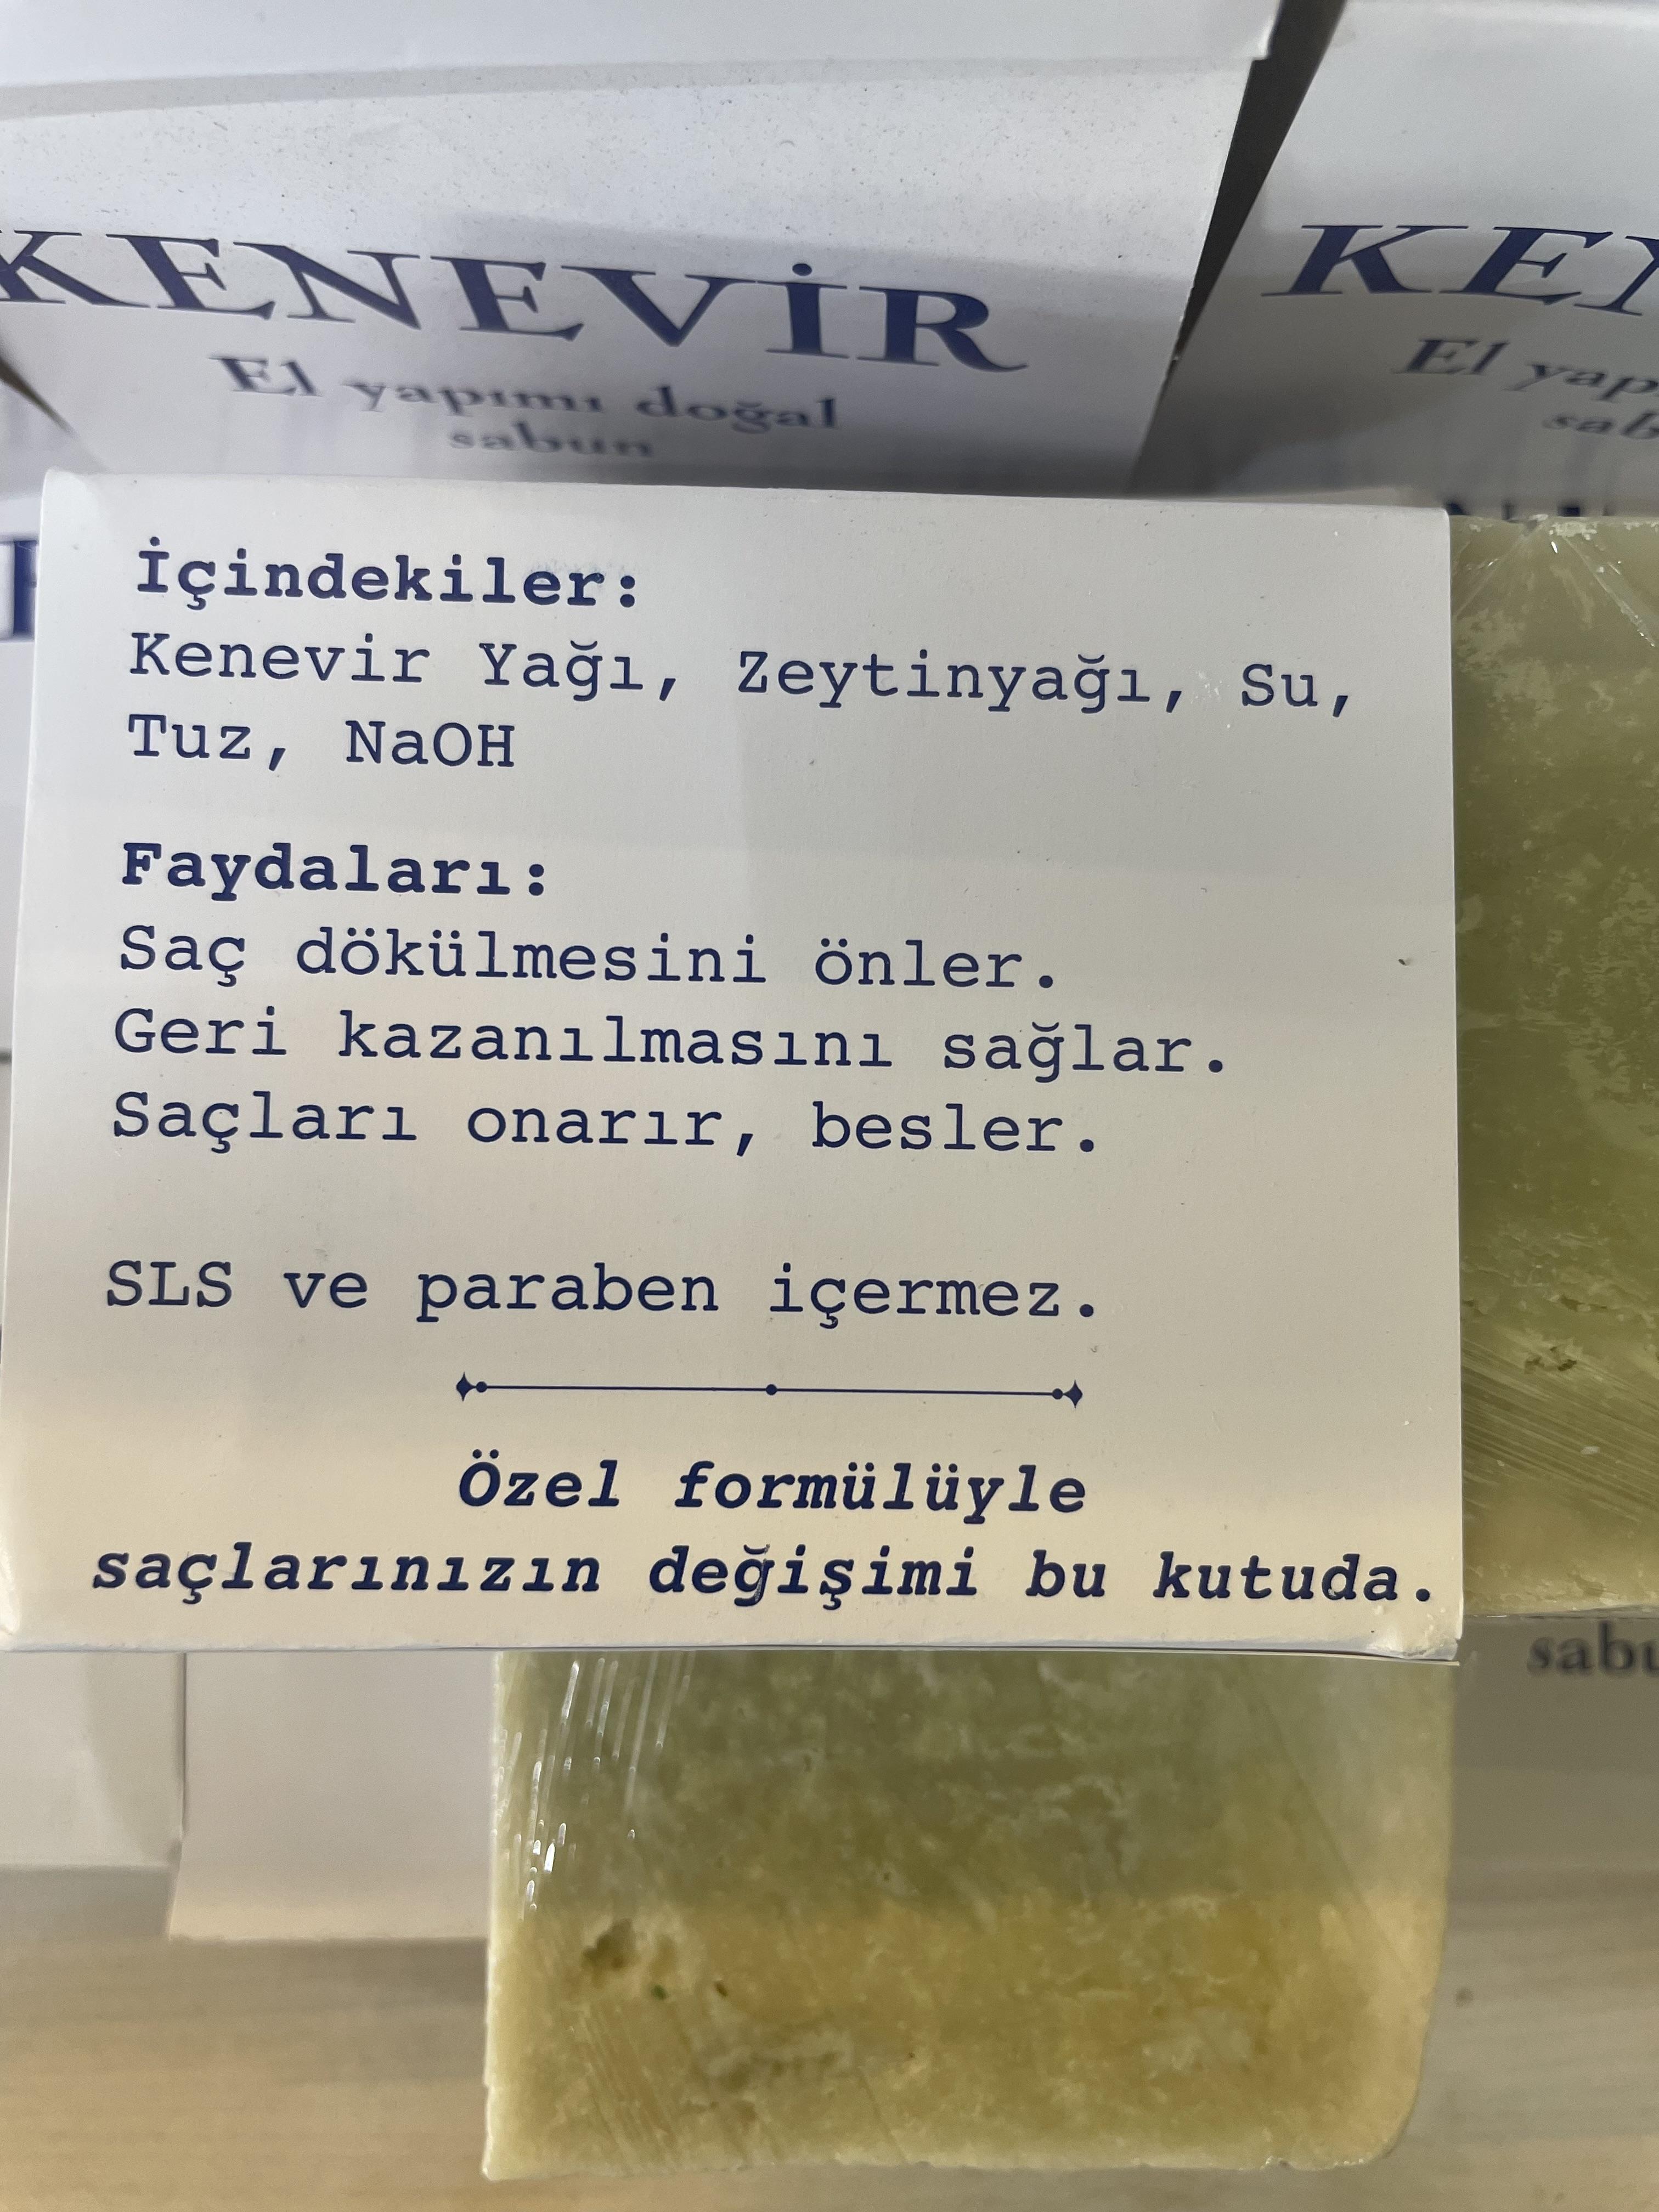 KENEVİR
El yapımı doğal
sabun
El
İçindekiler:
Kenevir Yağı, Zeytinyağı, Su,
Tuz, NaOH
Faydaları:
Saç dökülmesini önler.
Geri kazanılmasını sağlar.
Saçları onarır, besler.
SLS ve paraben içermez.
Özel formülüyle
saçlarınızın değişimi bu kutuda.